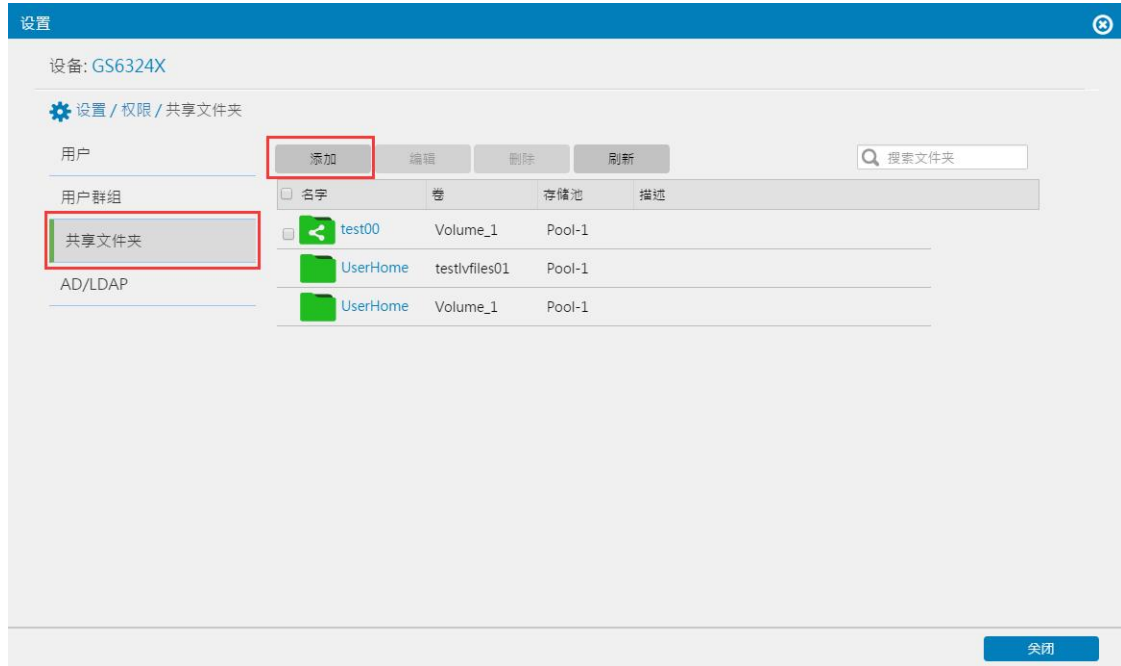 设置
设备: GS6324X
设置 / 权限 / 共享文件夹
用户
用户群组
共享文件夹
AD/LDAP
添加 编辑 删除 刷新 搜索文件夹
名字 卷 存储池 描述
test00 Volume_1 Pool-1
UserHome testlvfiles01 Pool-1
UserHome Volume_1 Pool-1
关闭